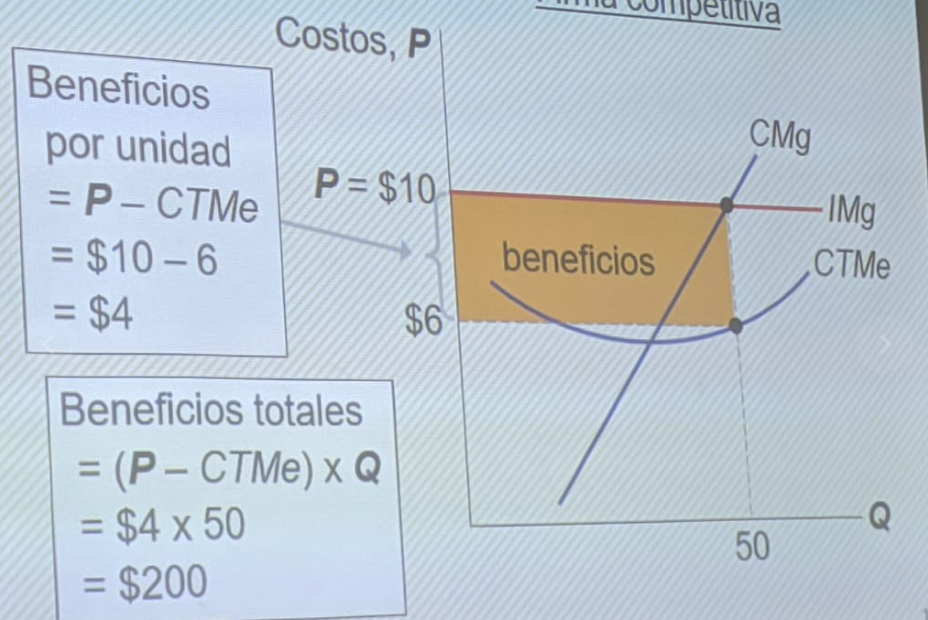 competitiva
Costos, P
Beneficios
por unidad
= P – CTMe
= $10 – 6
= $4
P = $10
CMg
IMg
beneficios
CTMe
$6
Beneficios totales
= (P – CTMe) x Q
= $4 x 50
= $200
Q
50